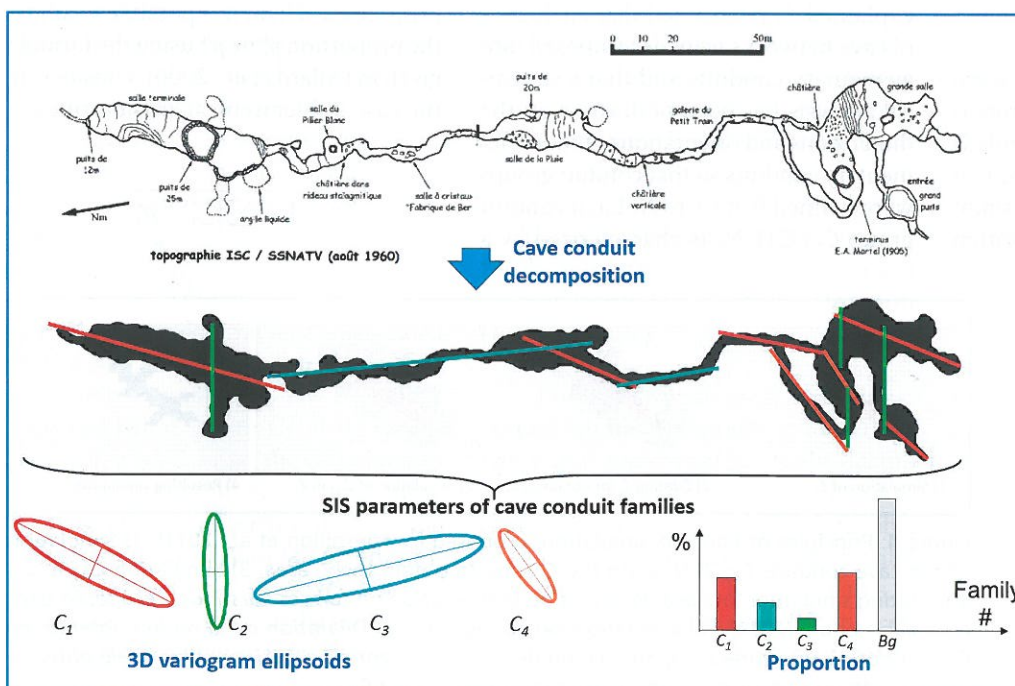 0 50m
salle terminale
puits de
12m
puits de
25m
argile liquide
Nm
salle du
Pilier Blanc
châtière dans
rideau stalagmitique
salle à cristaux
"Fabrique de Ber"
puits de
20m
salle de la Pluie
galerie du
Petit Train
châtière
verticale
châtière
grande salle
entrée
grand
puits
terminus
E.A. Martel (1905)
topographie ISC / SSNATV (août 1960)
Cave conduit
decomposition
SIS parameters of cave conduit families
C1
C2
C3
C4
3D variogram ellipsoids
%
C1 C2 C3 C4 Bg
Family
#
Proportion